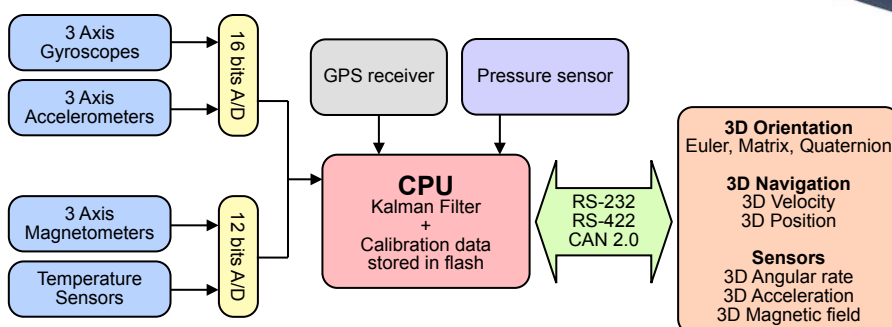 3 Axis
Gyroscopes
3 Axis
Accelerometers
16 bits A/D
3 Axis
Magnetometers
Temperature
Sensors
12 bits A/D
GPS receiver
Pressure sensor
CPU
Kalman Filter
+
Calibration data
stored in flash
RS-232
RS-422
CAN 2.0
3D Orientation
Euler, Matrix, Quaternion
3D Navigation
3D Velocity
3D Position
Sensors
3D Angular rate
3D Acceleration
3D Magnetic field